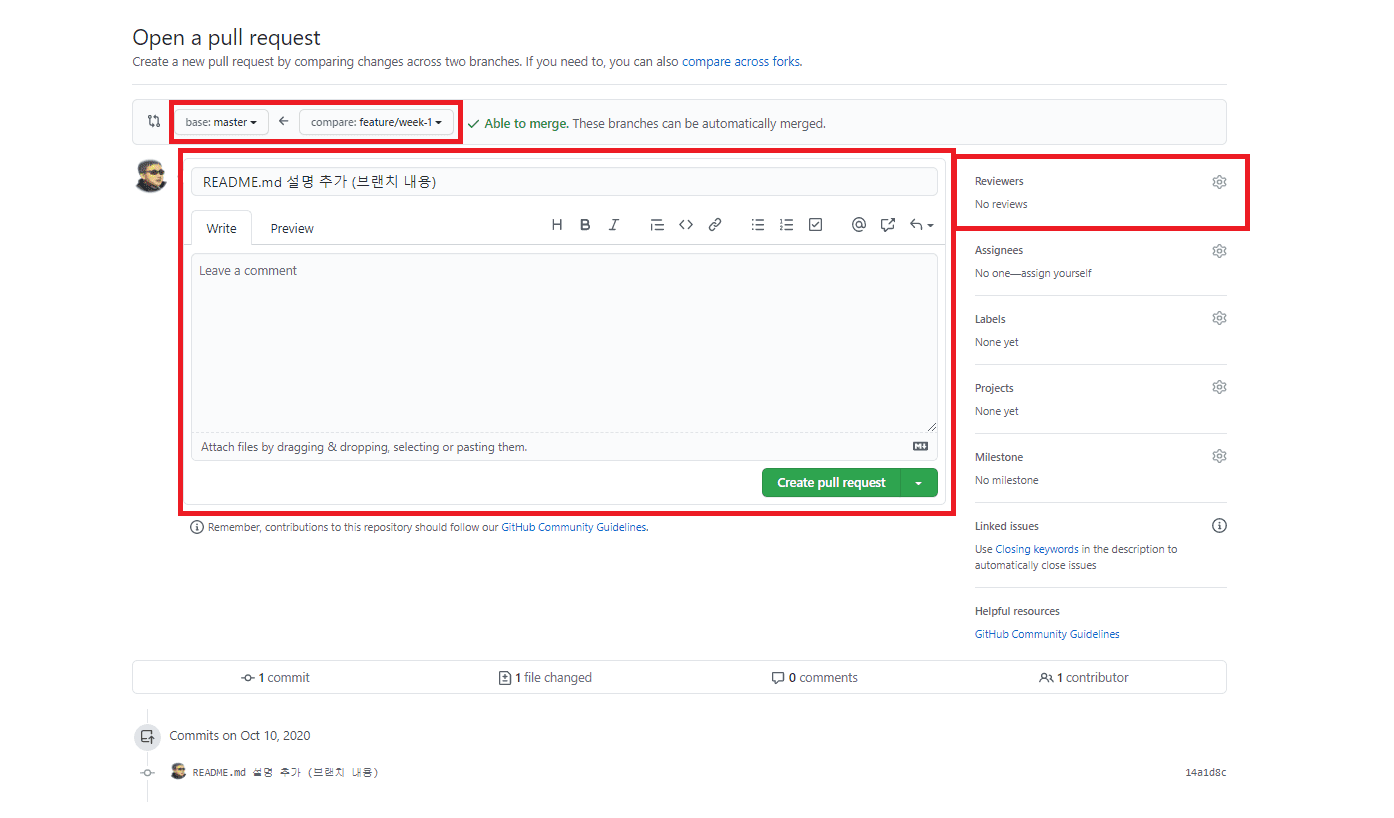 Open a pull request
Create a new pull request by comparing changes across two branches. If you need to, you can also compare across forks.
base: master
compare: feature/week-1
Able to merge. These branches can be automatically merged.
README.md 설명 추가 (브랜치 내용)
Write
Preview
Leave a comment
Attach files by dragging & dropping, selecting or pasting them.
Create pull request
Remember, contributions to this repository should follow our GitHub Community Guidelines.
Reviewers
No reviews
Assignees
No one—assign yourself
Labels
None yet
Projects
None yet
Milestone
No milestone
Linked issues
Use Closing keywords in the description to
automatically close issues
Helpful resources
GitHub Community Guidelines
1 commit
1 file changed
0 comments
1 contributor
Commits on Oct 10, 2020
README.md 설명 추가 (브랜치 내용)
14a1d8c